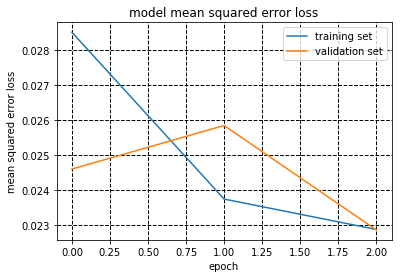 model mean squared error loss
training set
validation set
mean squared error loss
0.028
0.027
0.026
0.025
0.024
0.023
0.00 0.25 0.50 0.75 1.00 1.25 1.50 1.75 2.00
epoch